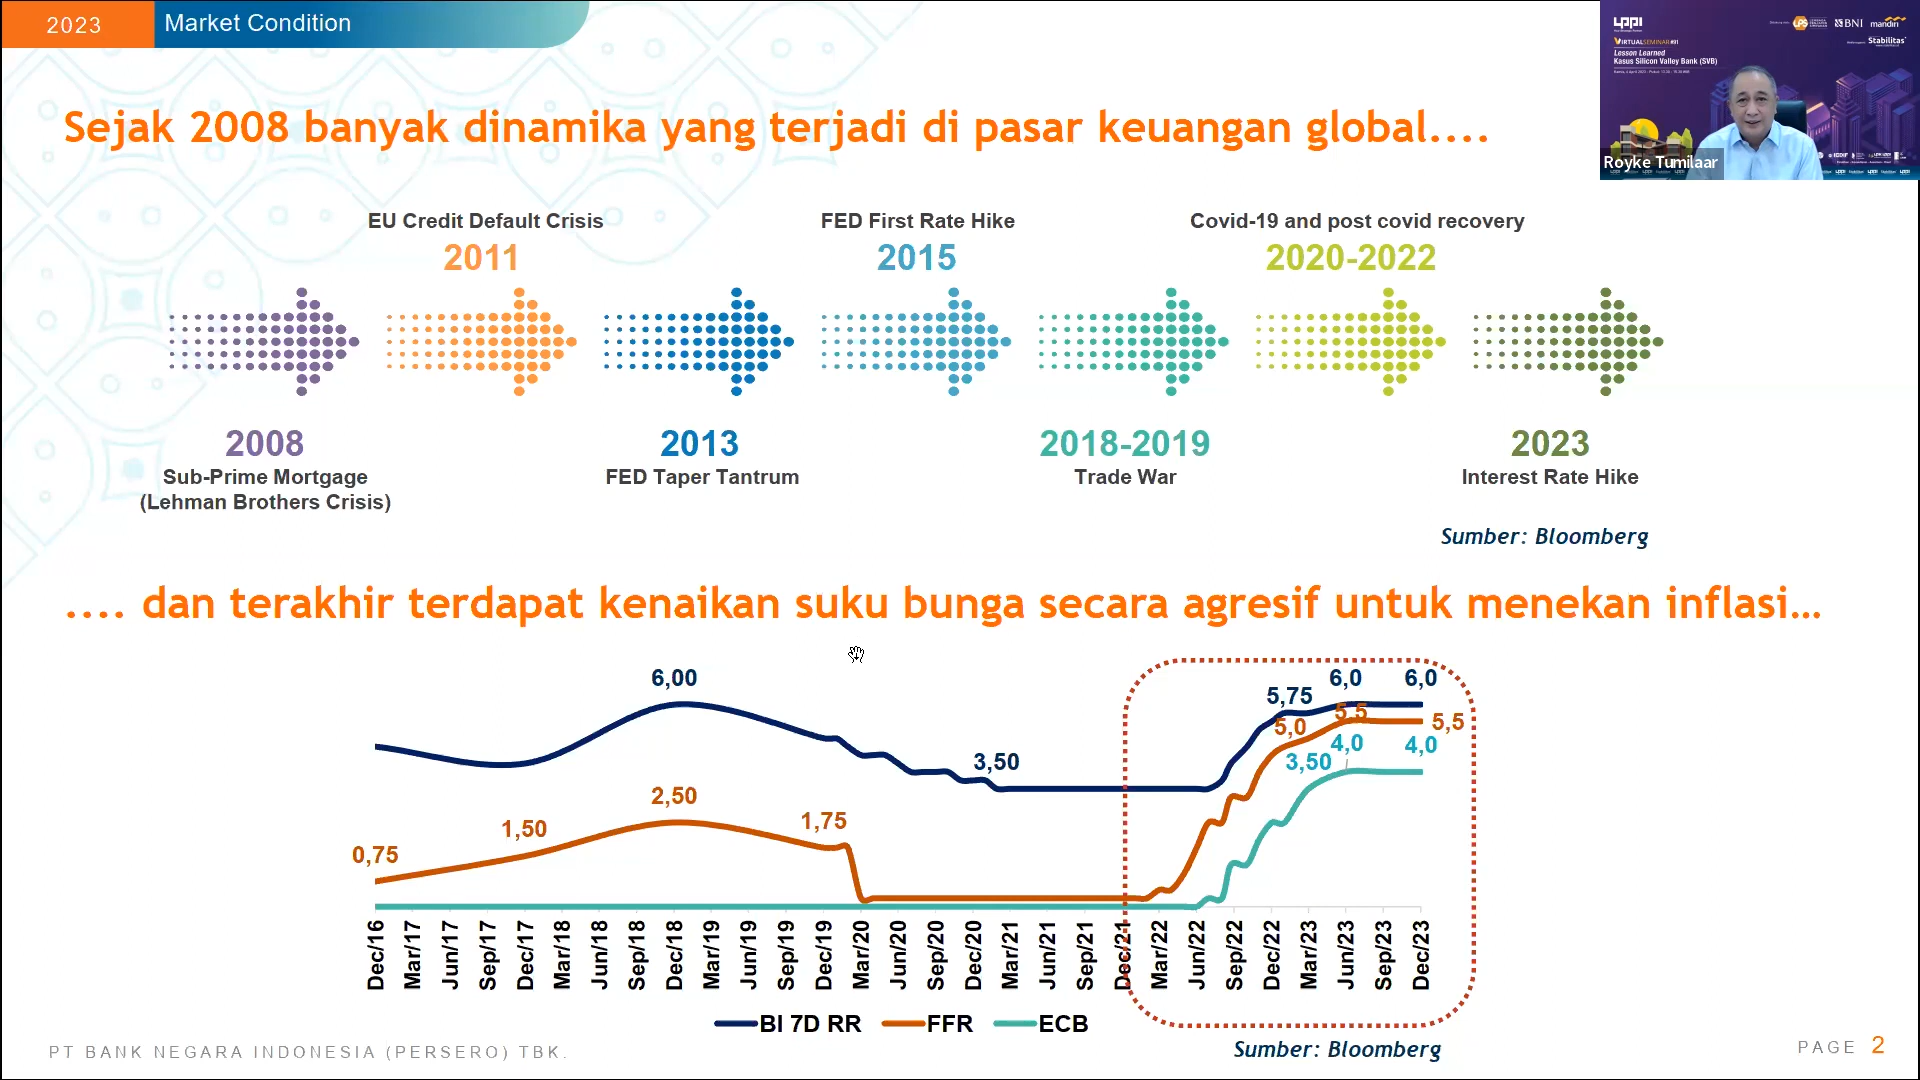 2023
Market Condition
LPPI
BNI
mandiri
VIRTUALSEMINAR #91
Stabilitas
Lesson Learned
Kasus Silicon Valley Bank (SVB)
Royke Tumilaar
Sejak 2008 banyak dinamika yang terjadi di pasar keuangan global....
EU Credit Default Crisis
2011
FED First Rate Hike
2015
Covid-19 and post covid recovery
2020-2022
2008
Sub-Prime Mortgage
(Lehman Brothers Crisis)
2013
FED Taper Tantrum
2018-2019
Trade War
2023
Interest Rate Hike
Sumber: Bloomberg
.... dan terakhir terdapat kenaikan suku bunga secara agresif untuk menekan inflasi…
6,00
3,50
5,75
6,0
6,0
5,0
5,5
5,5
3,50
4,0
4,0
0,75
1,50
2,50
1,75
Dec/16
Mar/17
Jun/17
Sep/17
Dec/17
Mar/18
Jun/18
Sep/18
Dec/18
Mar/19
Jun/19
Sep/19
Dec/19
Mar/20
Jun/20
Sep/20
Dec/20
Mar/21
Jun/21
Sep/21
Dec/21
Mar/22
Jun/22
Sep/22
Dec/22
Mar/23
Jun/23
Sep/23
Dec/23
BI 7D RR
FFR
ECB
Sumber: Bloomberg
PT BANK NEGARA INDONESIA (PERSERO) TBK.
PAGE 2